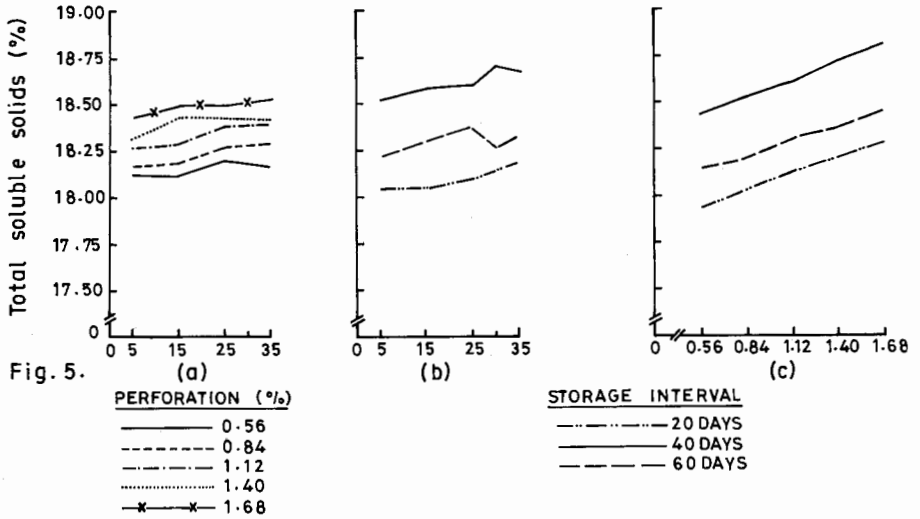 Total soluble solids (%)
19.00
18.75
18.50
18.25
18.00
17.75
17.50
0
0 5 15 25 35
(a)
0 5 15 25 35
(b)
0 0.56 0.84 1.12 1.40 1.68
(c)
Fig. 5.
PERFORATION (%)
0.56
0.84
1.12
1.40
1.68
STORAGE INTERVAL
20 DAYS
40 DAYS
60 DAYS